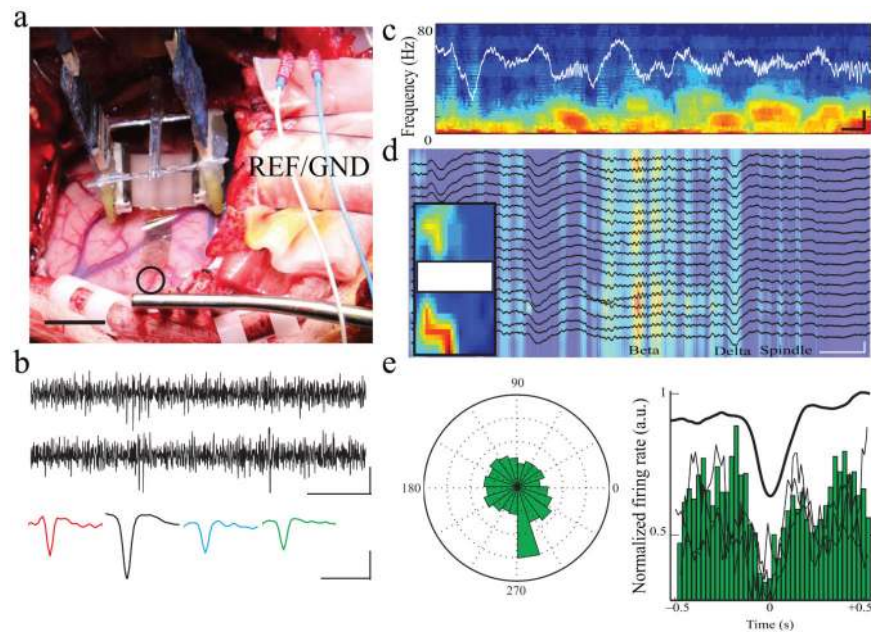 a
REF/GND
b
c
80
Frequency (Hz)
0
d
Beta
Delta
Spindle
e
90
180
0
270
Normalized firing rate (a.u.)
1
0.5
-0.5
0
+0.5
Time (s)